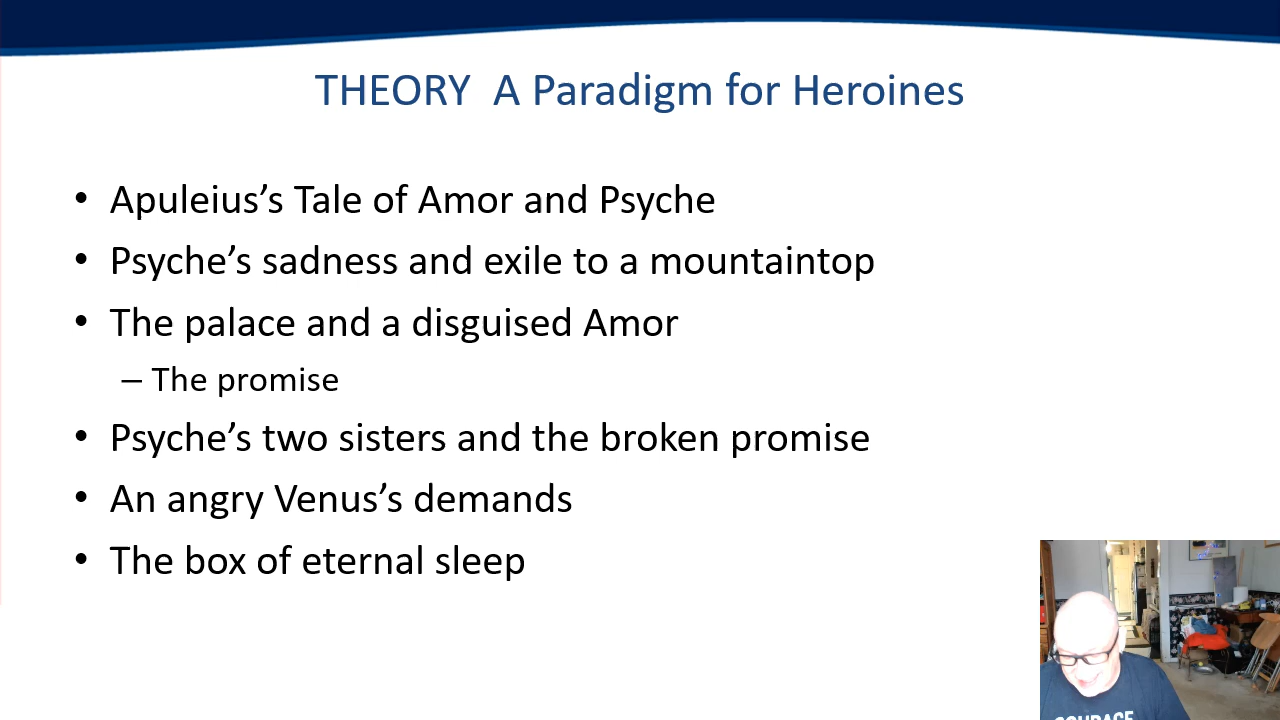 THEORY  A Paradigm for Heroines
• Apuleius’s Tale of Amor and Psyche
• Psyche’s sadness and exile to a mountaintop
• The palace and a disguised Amor
– The promise
• Psyche’s two sisters and the broken promise
• An angry Venus’s demands
• The box of eternal sleep
COURAGE